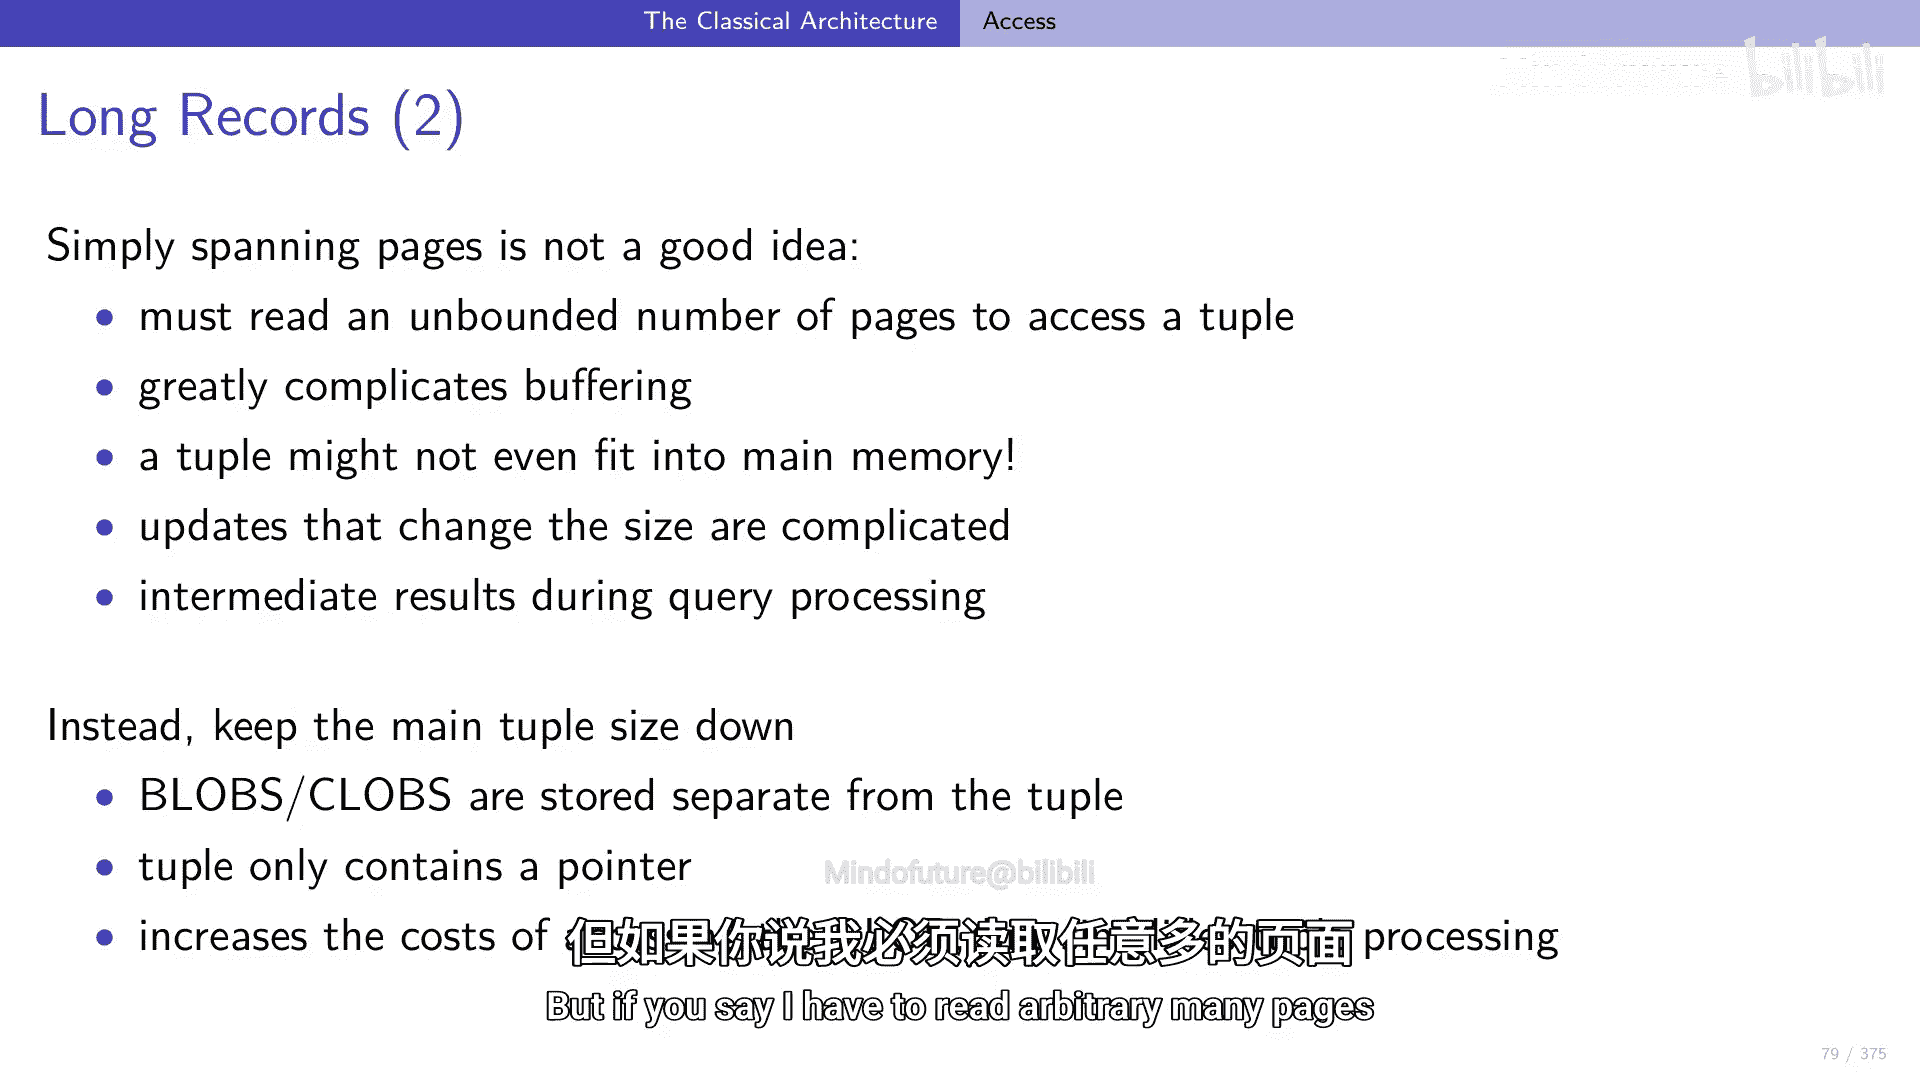 The Classical Architecture
Access
bilibili
Long Records (2)
Simply spanning pages is not a good idea:
• must read an unbounded number of pages to access a tuple
• greatly complicates buffering
• a tuple might not even fit into main memory!
• updates that change the size are complicated
• intermediate results during query processing
Instead, keep the main tuple size down
• BLOBS/CLOBS are stored separate from the tuple
• tuple only contains a pointer
Mindofuture@bilibili
• increases the costs of processing
但如果你说我必须读取任意多的页面
But if you say I have to read arbitrary many pages
79 / 375